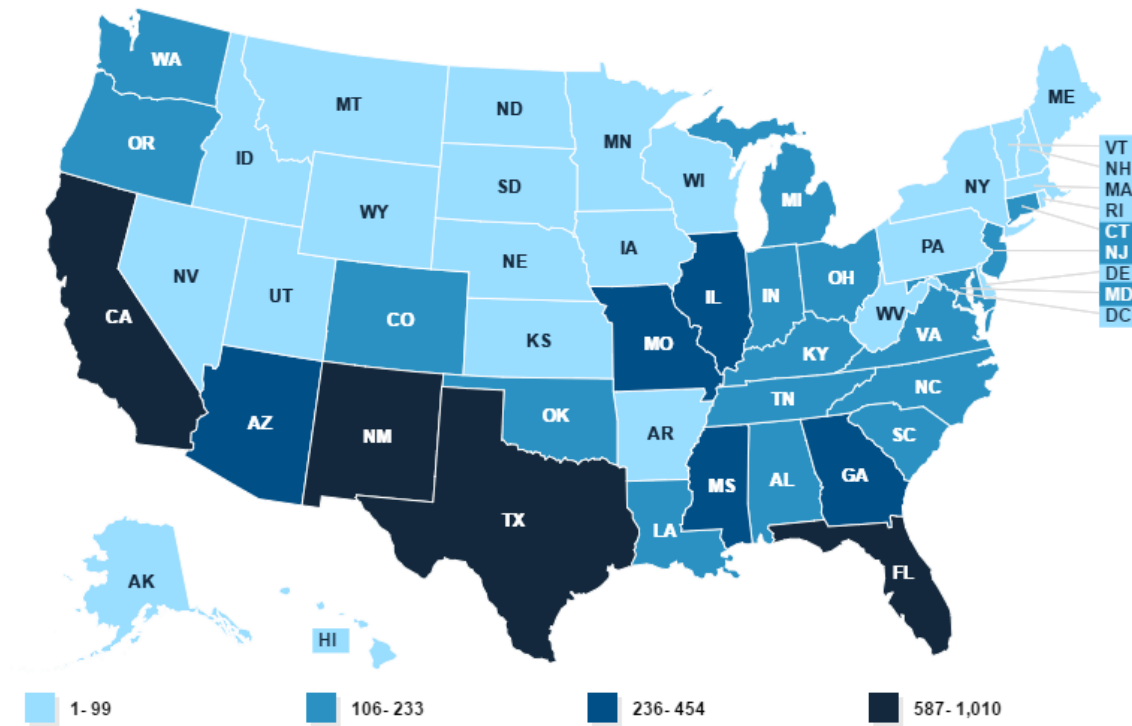 WA
MT
ND
MN
ME
OR
ID
SD
WI
NY
VT
NH
MA
RI
CT
NJ
DE
MD
DC
WY
MI
IA
PA
NE
NV
UT
CO
IL
IN
OH
WV
VA
CA
KS
MO
KY
NC
TN
AZ
NM
OK
AR
SC
MS
AL
GA
TX
LA
FL
AK
HI
1- 99
106- 233
236- 454
587- 1,010